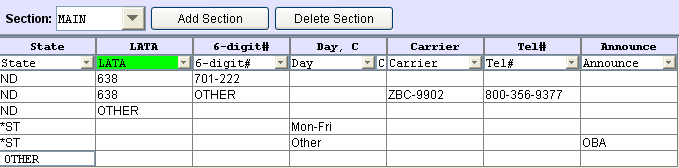 Section: MAIN Add Section Delete Section
State LATA 6-digit# Day, C Carrier Tel# Announce
State LATA 6-digit# Day C Carrier Tel# Announce
ND 638 701-222
ND 638 OTHER ZBC-9902 800-356-9377
ND OTHER
*ST Mon-Fri
*ST Other OBA
OTHER